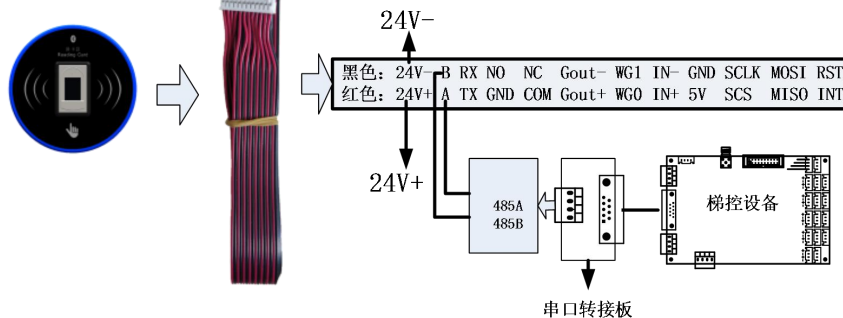 24V-
Reading Card
黑色: 24V- B RX NO NC Gout- WG1 IN- GND SCLK MOSI RST
红色: 24V+ A TX GND COM Gout+ WG0 IN+ 5V SCS MISO INT
24V+
485A
485B
梯控设备
串口转接板